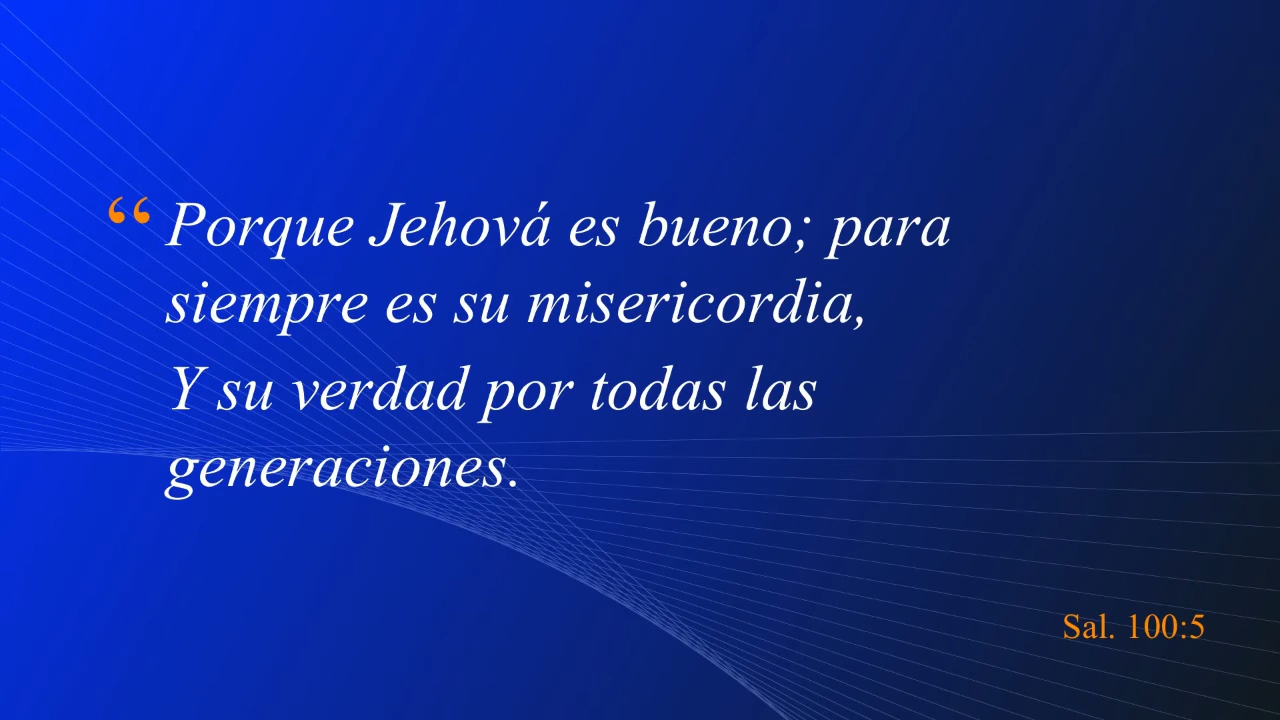 “Porque Jehová es bueno; para
siempre es su misericordia,
Y su verdad por todas las
generaciones.
Sal. 100:5